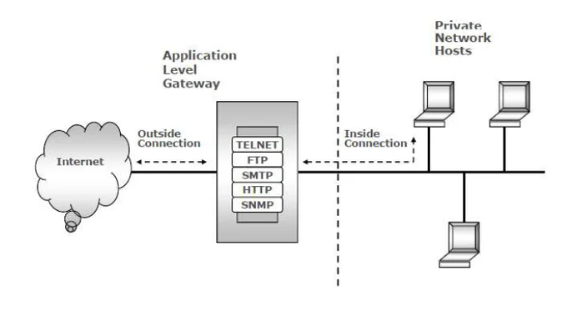 Private
Network
Hosts
Application
Level
Gateway
Outside
Connection
Inside
Connection
Internet
TELNET
FTP
SMTP
HTTP
SNMP